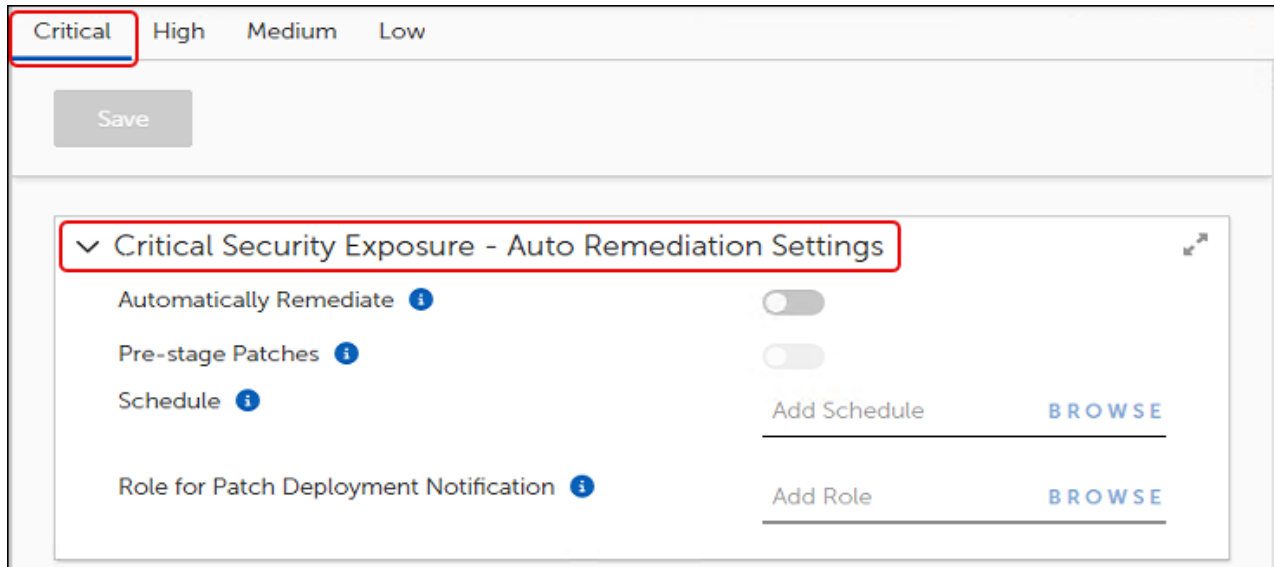 Critical High Medium Low
Save
Critical Security Exposure - Auto Remediation Settings
Automatically Remediate i
Pre-stage Patches i
Schedule i
Add Schedule BROWSE
Role for Patch Deployment Notification i
Add Role BROWSE